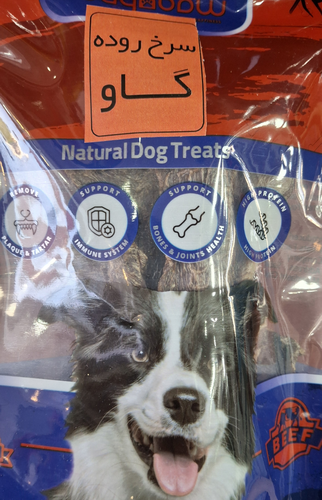 سرخ روده
گاو
Natural Dog Treats
REMOVE
PLAQUE & TARTAR
SUPPORT
IMMUNE SYSTEM
SUPPORT
BONES & JOINTS HEALTH
HIGH PROTEIN
BEEF